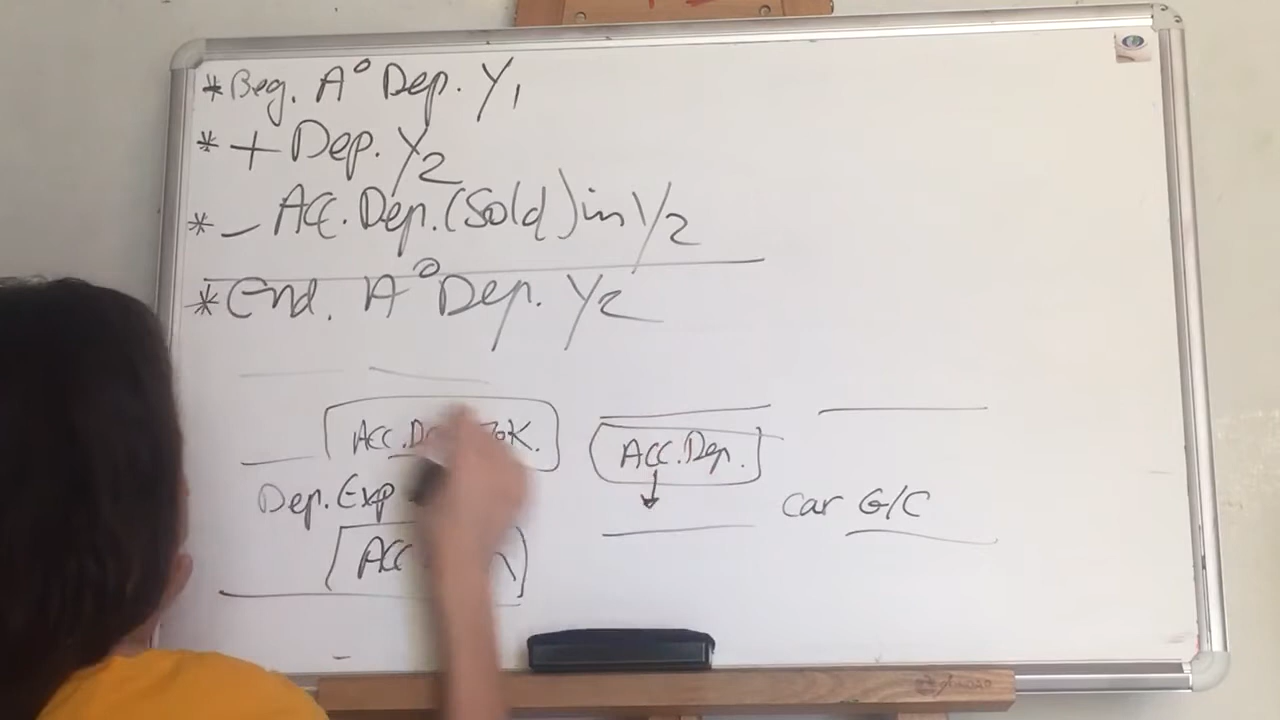 *Beg. A° Dep. Y1
* + Dep. Y2
* - Acc. Dep. (Sold) in Y2
* End. A° Dep. Y2
Acc. Acc. Dep.
Dep. Exp car G/C
Acc